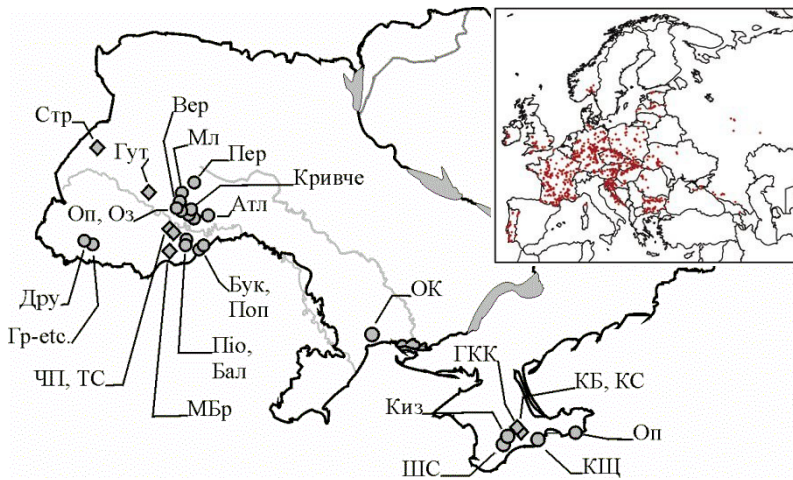 Вер
Стр
Мл
Гут
Пер
Кривче
Оп, Оз
Атл
Дру
Бук,
Поп
Гр-etc.
ОК
Піо,
Бал
ЧП, ТС
ГКК
КБ, КС
МБр
Киз
Оп
ШС
КЩ